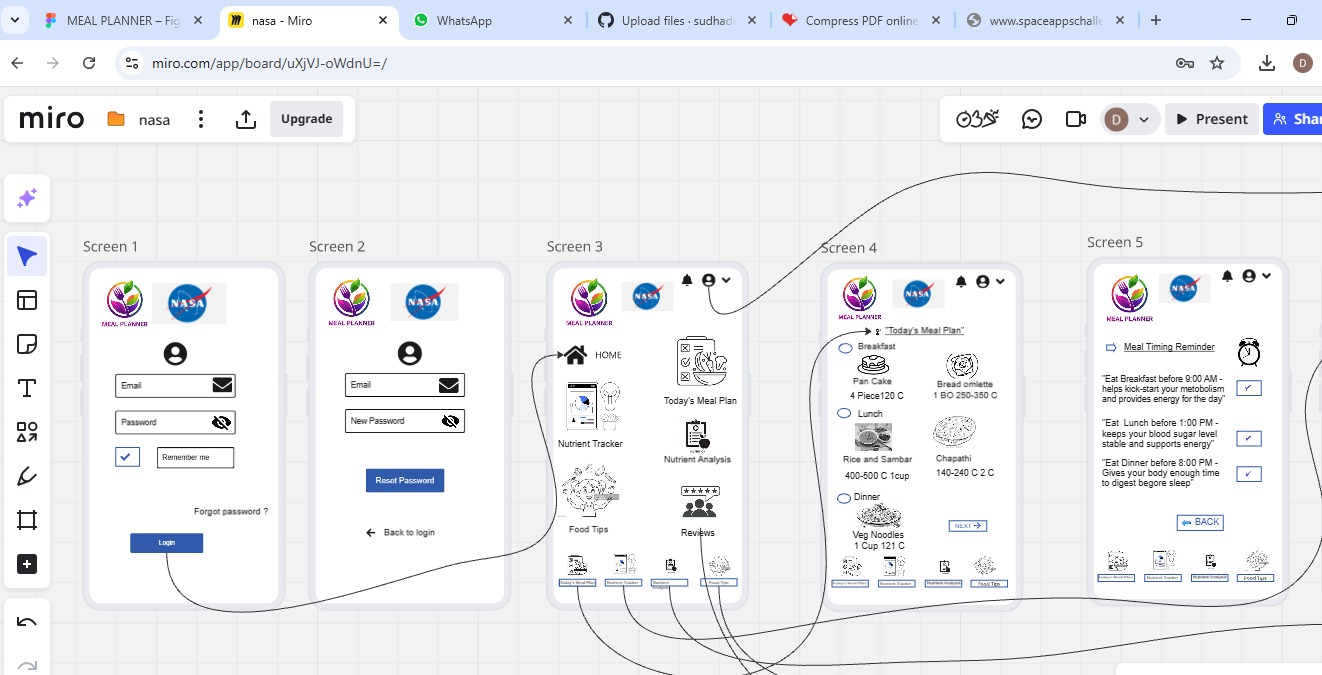 MEAL PLANNER – Fig
nasa - Miro
WhatsApp
Upload files · sudhad
Compress PDF online
www.spaceappschalle
miro.com/app/board/uXjVJ-oWdnU=/
D
miro
nasa
Upgrade
D
Present
Shar
Screen 1
Screen 2
Screen 3
Screen 4
Screen 5
MEAL PLANNER
NASA
Email
Password
Remember me
Forgot password ?
Login
MEAL PLANNER
NASA
Email
New Password
Reset Password
Back to login
MEAL PLANNER
NASA
HOME
Today's Meal Plan
Nutrient Tracker
Nutrient Analysis
Food Tips
Reviews
Today's Meal Plan
Nutrient Tracker
Nutrient
Food Tips
MEAL PLANNER
NASA
"Today's Meal Plan"
Breakfast
Pan Cake
4 Piece120 C
Bread omlette
1 BO 250-350 C
Lunch
Rice and Sambar
400-500 C 1cup
Chapathi
140-240 C 2 C
Dinner
Veg Noodles
1 Cup 121 C
NEXT
Today's Meal Plan
Nutrient Tracker
Nutrient Analysis
Food Tips
MEAL PLANNER
NASA
Meal Timing Reminder
"Eat Breakfast before 9:00 AM -
helps kick-start your metobolism
and provides energy for the day"
"Eat Lunch before 1:00 PM -
keeps your blood sugar level
stable and supports energy"
"Eat Dinner before 8:00 PM -
Gives your body enough time
to digest begore sleep"
BACK
Today's Meal Plan
Nutrient Tracker
Nutrient Analysis
Food Tips